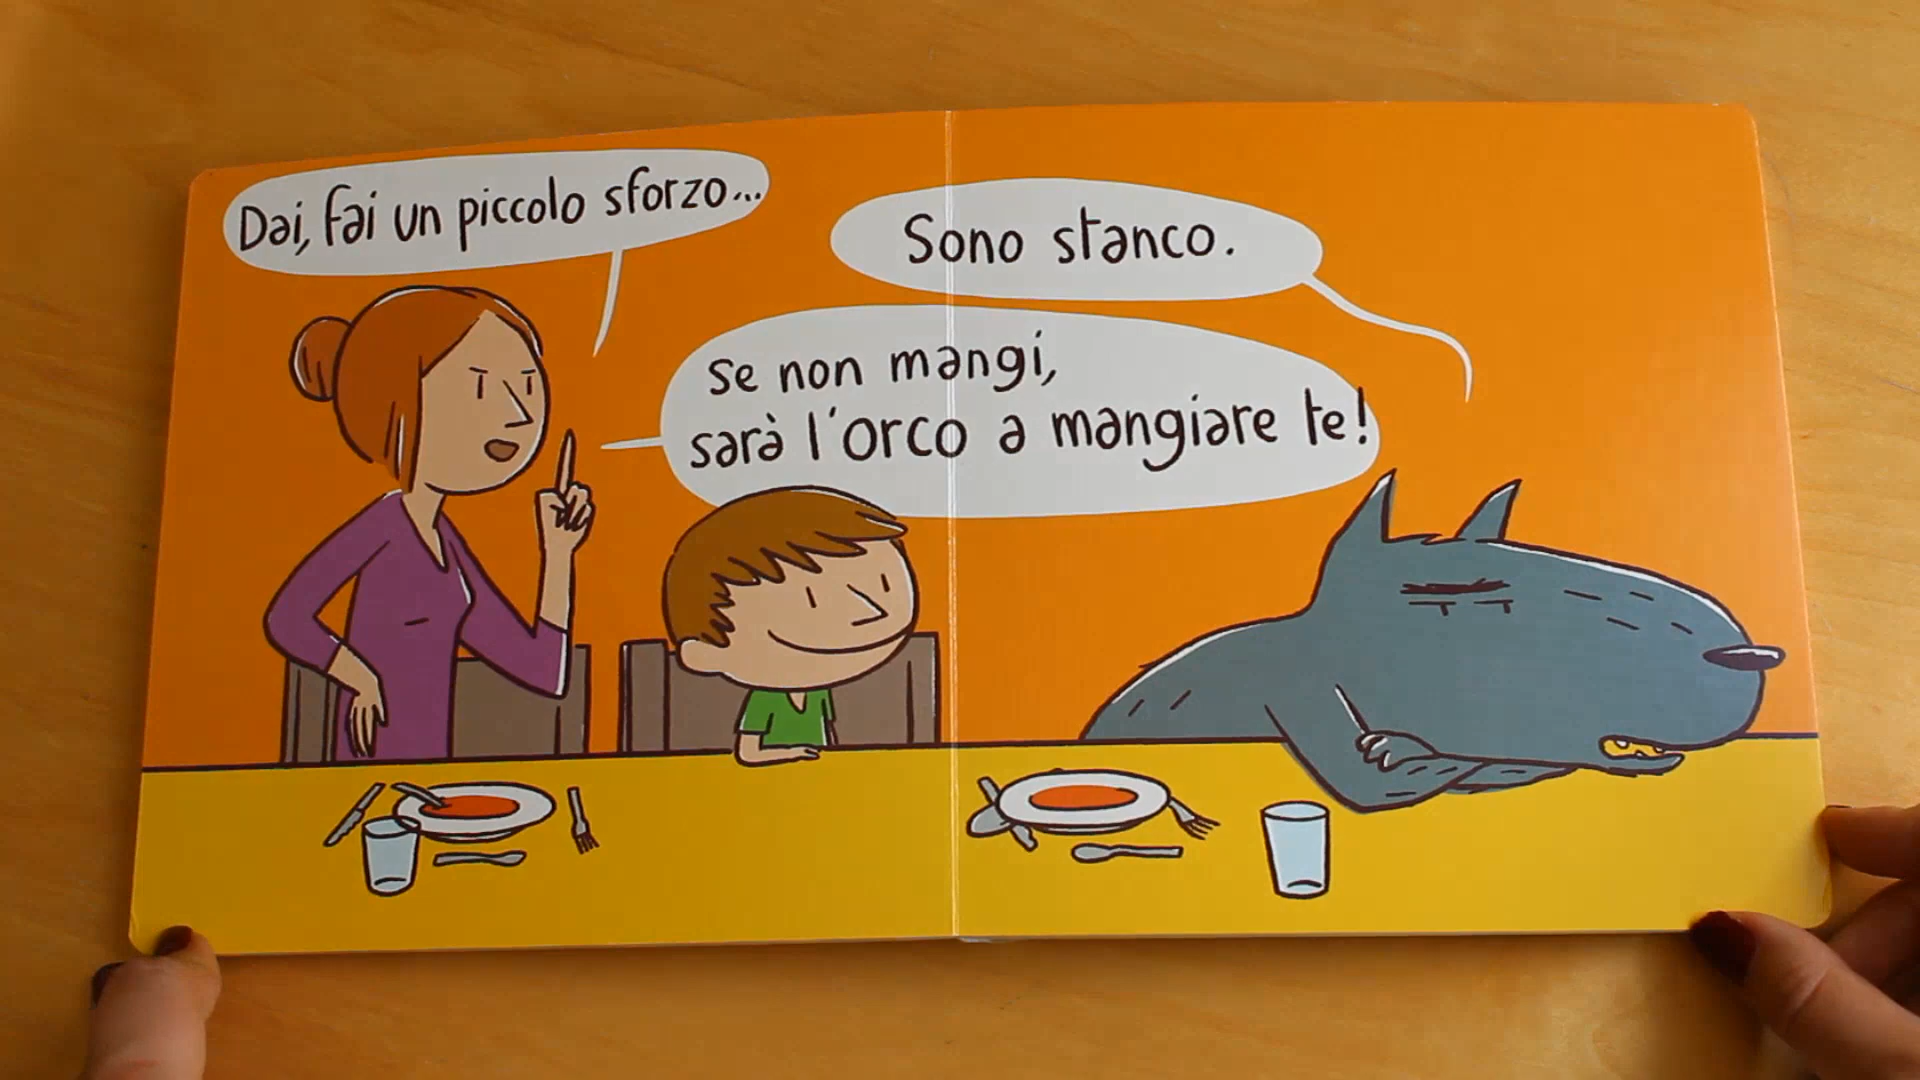 Dai, fai un piccolo sforzo...
Sono stanco.
se non mangi,
sarà l'orco a mangiare te!